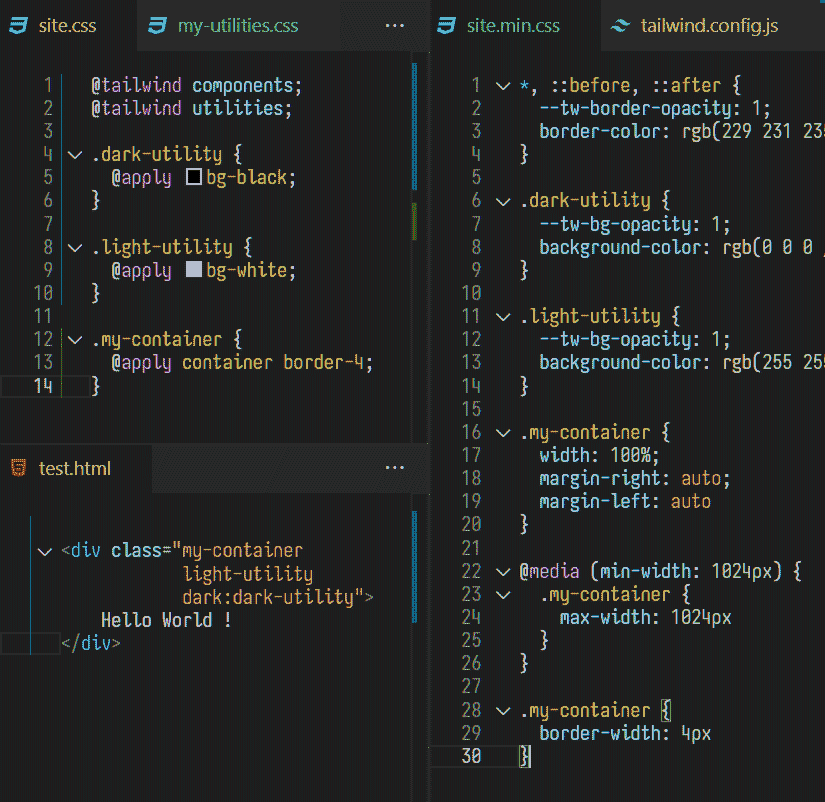 site.css my-utilities.css ···
1 @tailwind components;
2 @tailwind utilities;
3
4 .dark-utility {
5 @apply bg-black;
6 }
7
8 .light-utility {
9 @apply bg-white;
10 }
11
12 .my-container {
13 @apply container border-4;
14 }
test.html ···
<div class="my-container
light-utility
dark:dark-utility">
Hello World !
</div>
site.min.css tailwind.config.js
1 *, ::before, ::after {
2 --tw-border-opacity: 1;
3 border-color: rgb(229 231 235
4 }
5
6 .dark-utility {
7 --tw-bg-opacity: 1;
8 background-color: rgb(0 0 0 /
9 }
10
11 .light-utility {
12 --tw-bg-opacity: 1;
13 background-color: rgb(255 255
14 }
15
16 .my-container {
17 width: 100%;
18 margin-right: auto;
19 margin-left: auto
20 }
21
22 @media (min-width: 1024px) {
23 .my-container {
24 max-width: 1024px
25 }
26 }
27
28 .my-container {
29 border-width: 4px
30 }